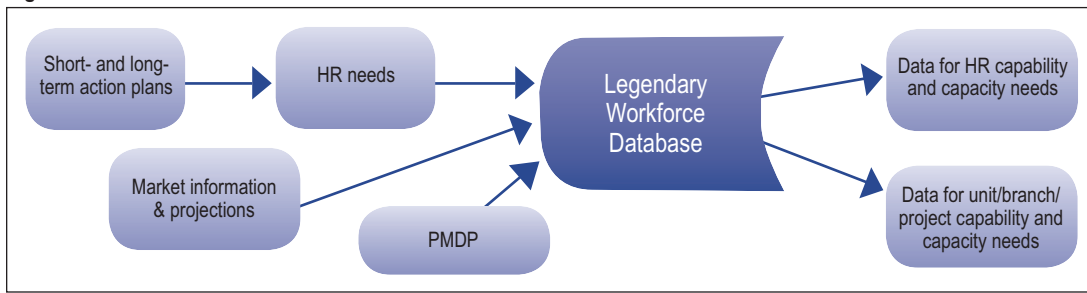 Short- and long-
term action plans
HR needs
Market information
& projections
PMDP
Legendary
Workforce
Database
Data for HR capability
and capacity needs
Data for unit/branch/
project capability and
capacity needs